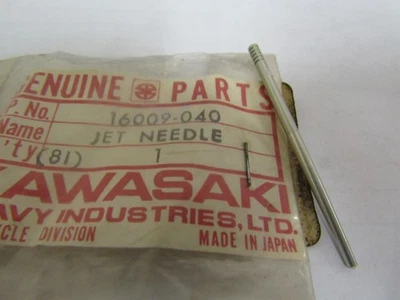 ENUINE PARTS
P. No. 16009-040
Name JET NEEDLE
'ty (81) 1
KAWASAKI
AVY INDUSTRIES, LTD.
CLE DIVISION MADE IN JAPAN